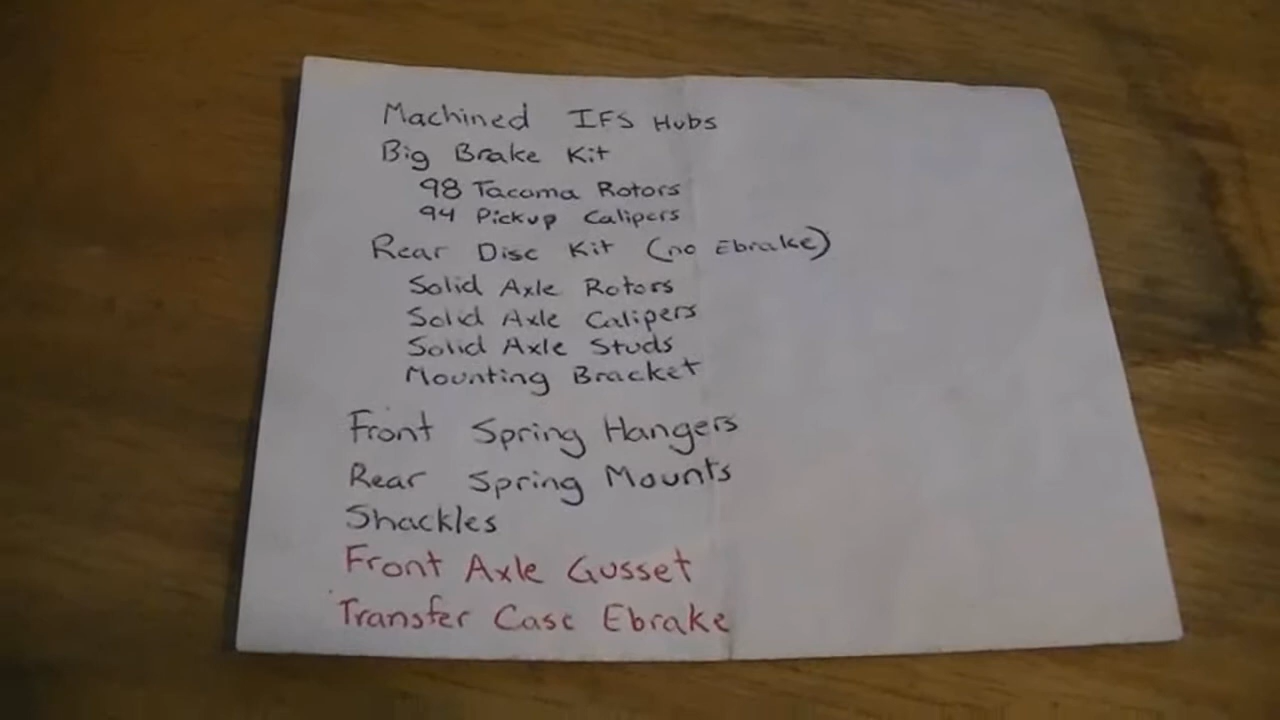 Machined IFS Hubs
Big Brake Kit
98 Tacoma Rotors
94 Pickup Calipers
Rear Disc Kit (no Ebrake)
Solid Axle Rotors
Solid Axle Calipers
Solid Axle Studs
Mounting Bracket
Front Spring Hangers
Rear Spring Mounts
Shackles
Front Axle Gusset
Transfer Case Ebrake